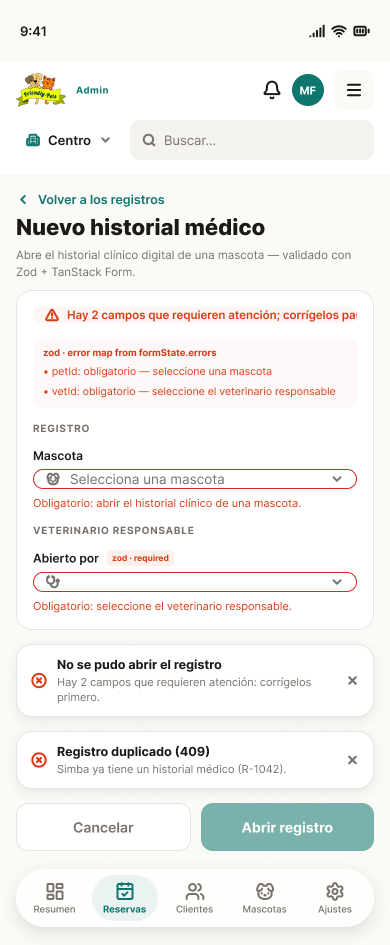 9:41
Friendly-Pets
Admin
MF
Centro
Buscar...
Volver a los registros
Nuevo historial médico
Abre el historial clínico digital de una mascota — validado con
Zod + TanStack Form.
Hay 2 campos que requieren atención; corrígelos pa
zod · error map from formState.errors
• petId: obligatorio — seleccione una mascota
• vetId: obligatorio — seleccione el veterinario responsable
REGISTRO
Mascota
Selecciona una mascota
Obligatorio: abrir el historial clínico de una mascota.
VETERINARIO RESPONSABLE
Abierto por zod · required
Obligatorio: seleccione el veterinario responsable.
No se pudo abrir el registro
Hay 2 campos que requieren atención: corrígelos
primero.
Registro duplicado (409)
Simba ya tiene un historial médico (R-1042).
Cancelar
Abrir registro
Resumen
Reservas
Clientes
Mascotas
Ajustes